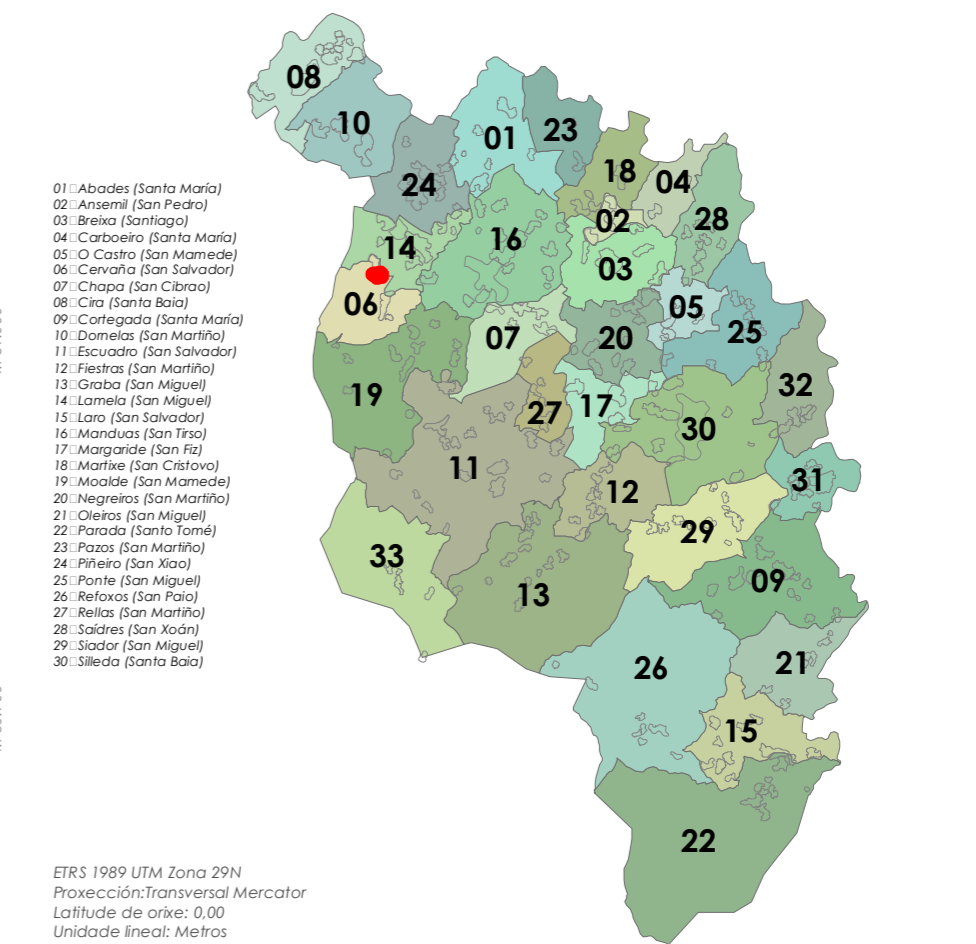 08
10
01
23
18
04
24
02
28
16
14
03
06
05
20
25
07
32
19
17
27
30
11
12
31
29
33
09
13
26
21
15
22
01 Abades (Santa María)
02 Ansemil (San Pedro)
03 Breixa (Santiago)
04 Carboeiro (Santa María)
05 O Castro (San Mamede)
06 Cervaña (San Salvador)
07 Chapa (San Cibrao)
08 Cira (Santa Baia)
09 Cortegada (Santa María)
10 Dornelas (San Martiño)
11 Escuadro (San Salvador)
12 Fiestras (San Martiño)
13 Graba (San Miguel)
14 Lamela (San Miguel)
15 Laro (San Salvador)
16 Manduas (San Tirso)
17 Margaride (San Fiz)
18 Martixe (San Cristovo)
19 Moalde (San Mamede)
20 Negreiros (San Martiño)
21 Oleiros (San Miguel)
22 Parada (Santo Tomé)
23 Pazos (San Martiño)
24 Piñeiro (San Xiao)
25 Ponte (San Miguel)
26 Refoxos (San Paio)
27 Rellas (San Martiño)
28 Saídres (San Xoán)
29 Siador (San Miguel)
30 Silleda (Santa Baia)
ETRS 1989 UTM Zona 29N
Proxección:Transversal Mercator
Latitude de orixe: 0,00
Unidade lineal: Metros